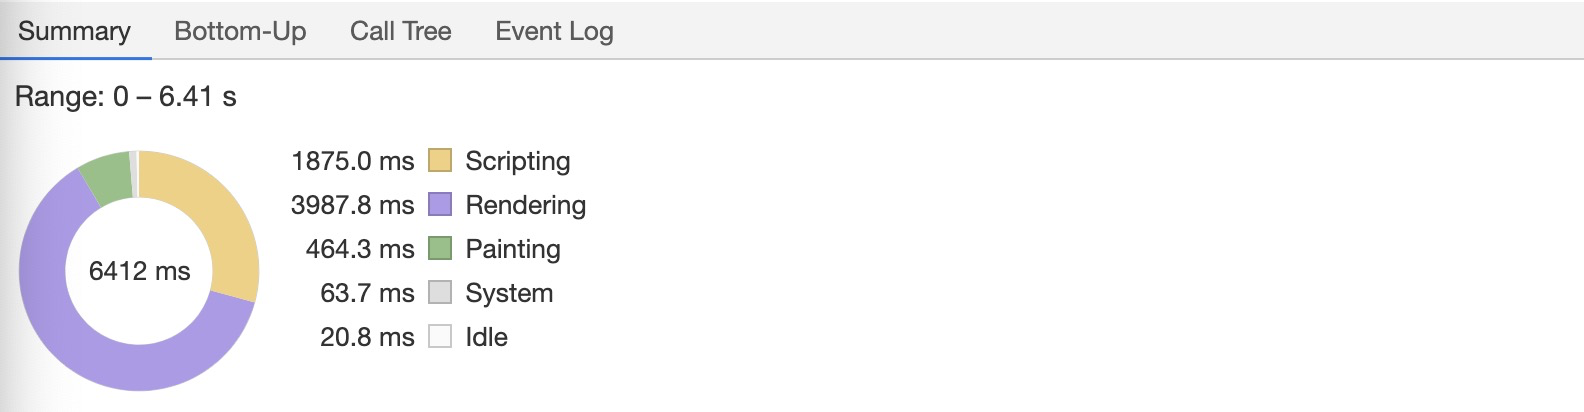 Summary Bottom-Up Call Tree Event Log
Range: 0 – 6.41 s
1875.0 ms Scripting
3987.8 ms Rendering
464.3 ms Painting
6412 ms
63.7 ms System
20.8 ms Idle